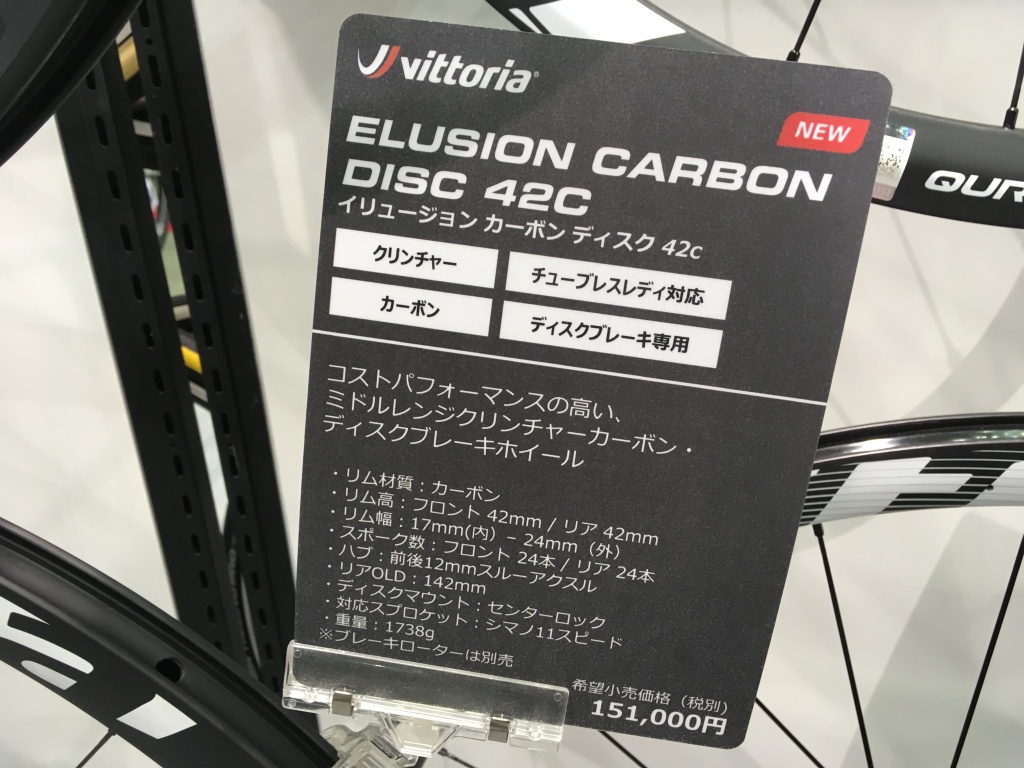 vittoria
NEW
ELUSION CARBON
DISC 42C
イリュージョン カーボン ディスク 42c
クリンチャー
チューブレスレディ対応
カーボン
ディスクブレーキ専用
コストパフォーマンスの高い、
ミドルレンジクリンチャーカーボン・
ディスクブレーキホイール
・リム材質：カーボン
・リム高：フロント 42mm / リア 42mm
・リム幅：17mm(内) – 24mm（外）
・スポーク数：フロント 24本 / リア 24本
・ハブ：前後12mmスルーアクスル
・リアOLD：142mm
・ディスクマウント：センターロック
・対応スプロケット：シマノ11スピード
・重量：1738g
※ブレーキローターは別売
希望小売価格（税別）
151,000円
QUR